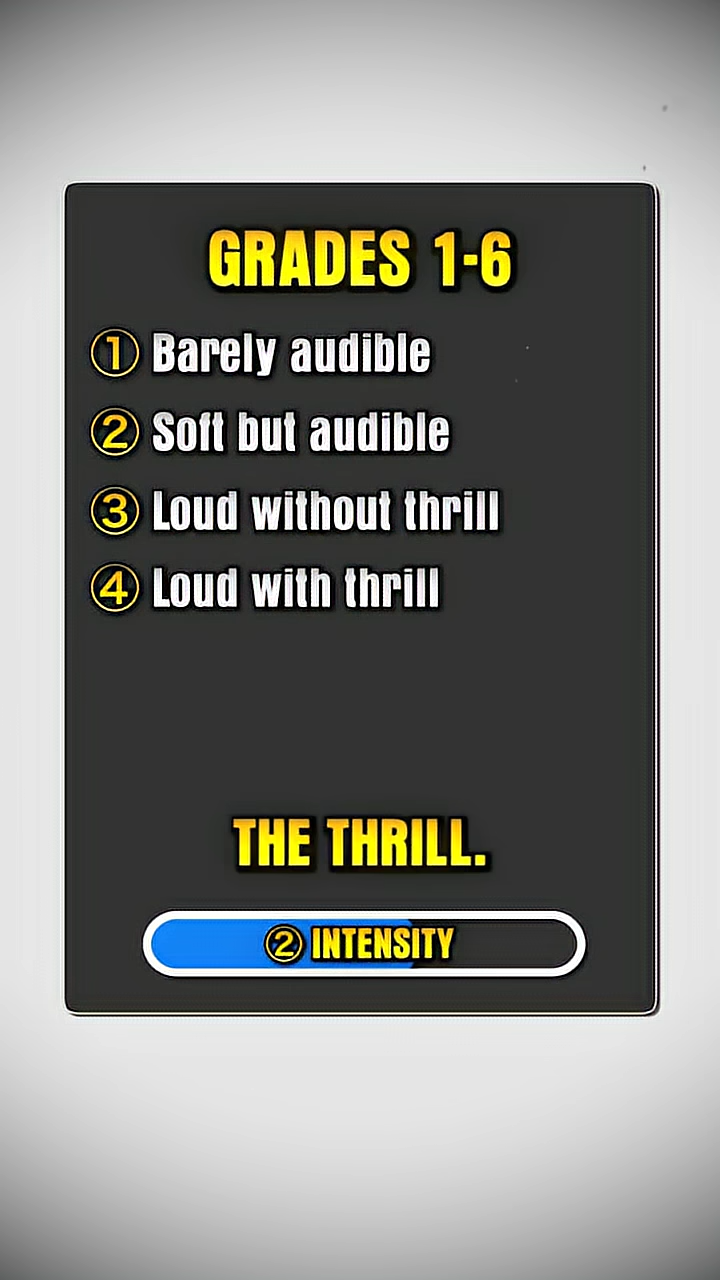 GRADES 1-6
① Barely audible
② Soft but audible
③ Loud without thrill
④ Loud with thrill
THE THRILL.
② INTENSITY